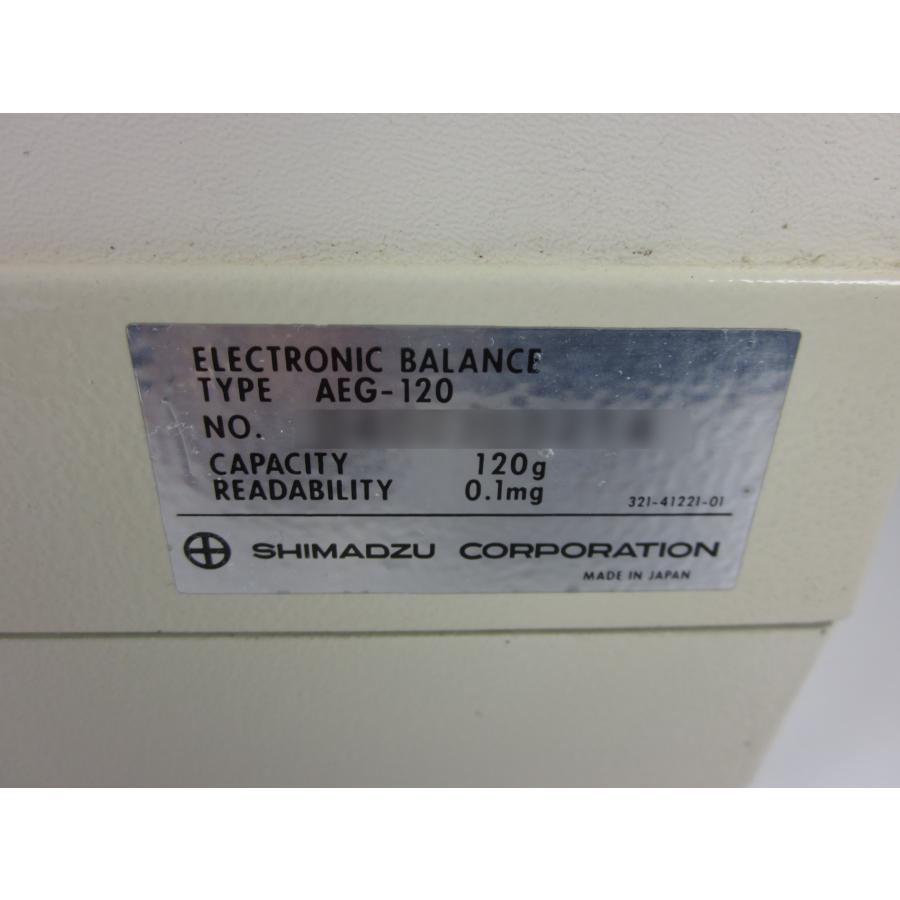 ELECTRONIC BALANCE
TYPE AEG-120
NO.
CAPACITY 120g
READABILITY 0.1mg
321-41221-01
SHIMADZU CORPORATION
MADE IN JAPAN